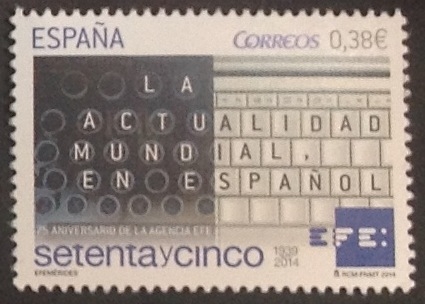 ESPAÑA CORREOS 0,38€
LA
ACTUALIDAD
MUNDIAL,
EN ESPAÑOL
75 ANIVERSARIO DE LA AGENCIA EFE
setentaycinco 1939
2014
EFE:
EFEMÉRIDES RCM-FNMT 2014